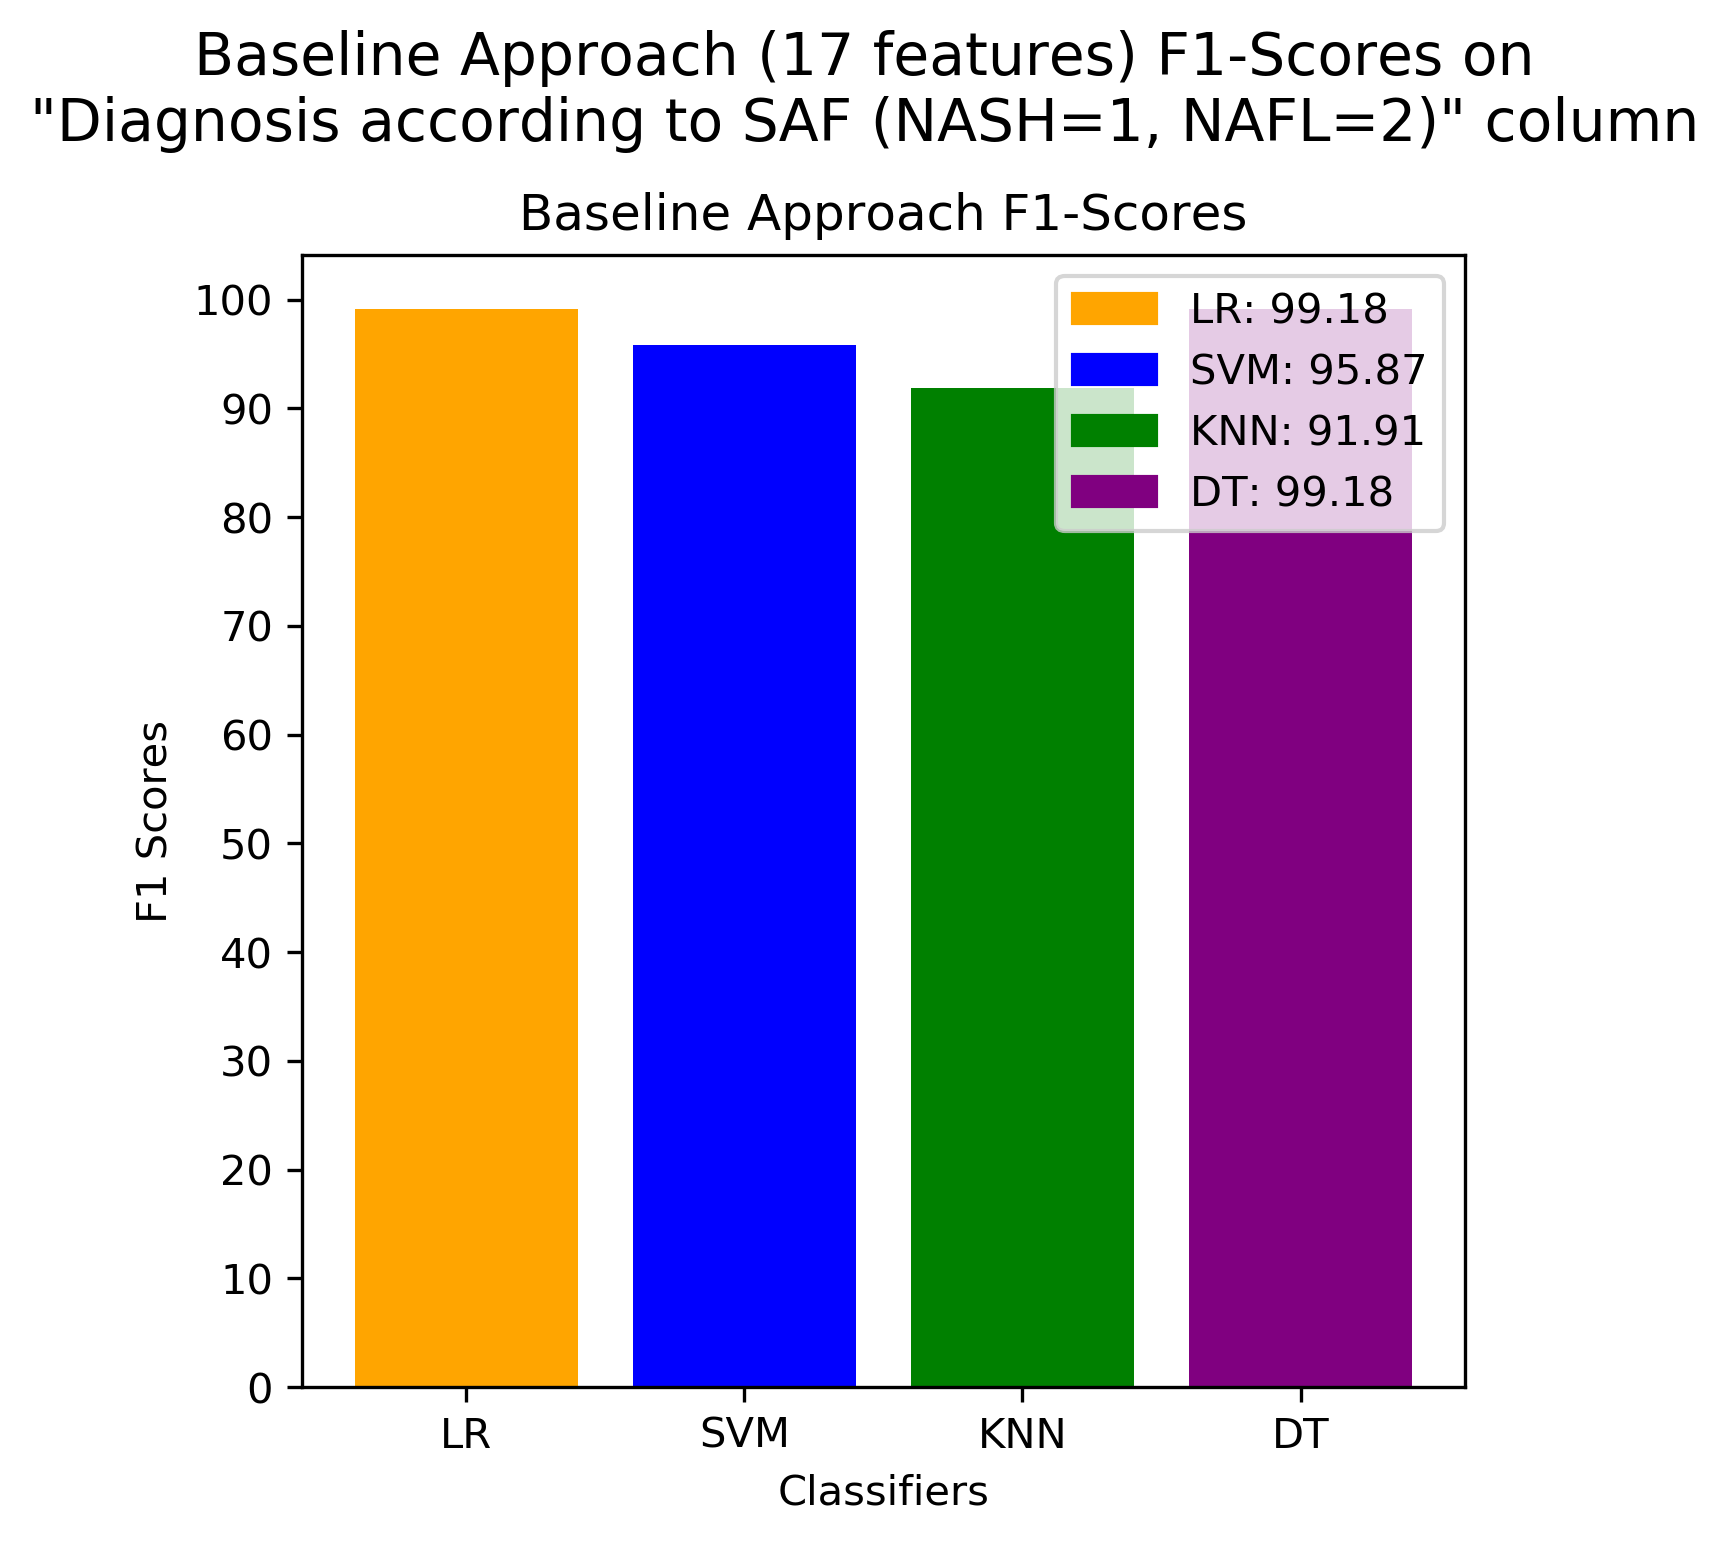 Baseline Approach (17 features) F1-Scores on
"Diagnosis according to SAF (NASH=1, NAFL=2)" column
Baseline Approach F1-Scores
LR: 99.18
SVM: 95.87
KNN: 91.91
DT: 99.18
100
90
80
70
60
50
40
30
20
10
0
F1 Scores
LR
SVM
KNN
DT
Classifiers